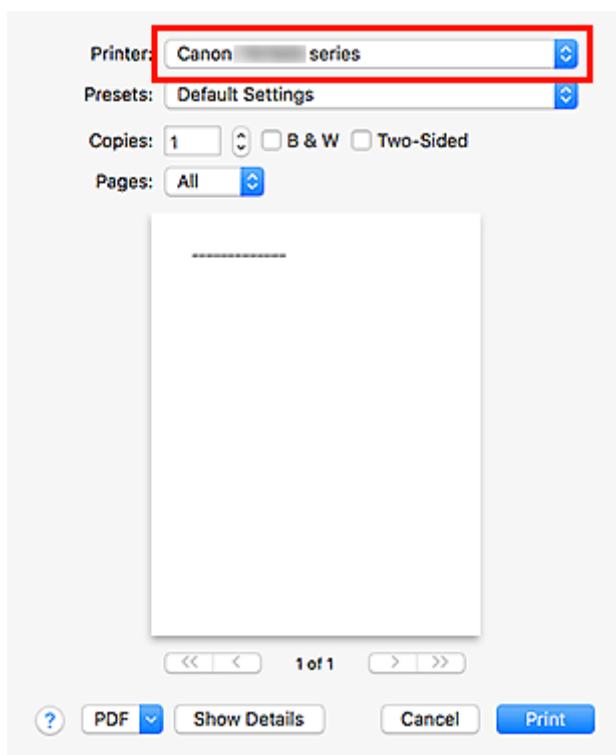 Printer: Canon series
Presets: Default Settings
Copies: 1 B & W Two-Sided
Pages: All
-------------
<< < 1 of 1 > >>
? PDF Show Details Cancel Print